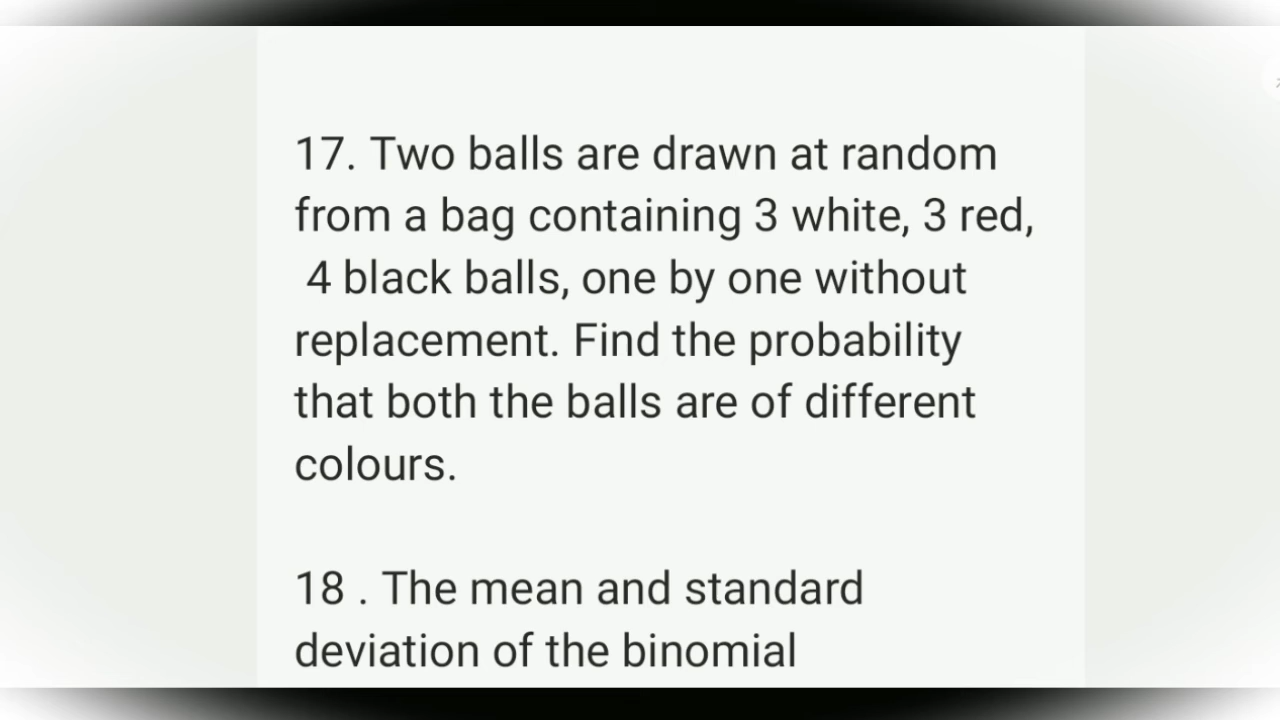 17. Two balls are drawn at random
from a bag containing 3 white, 3 red,
4 black balls, one by one without
replacement. Find the probability
that both the balls are of different
colours.
18 . The mean and standard
deviation of the binomial